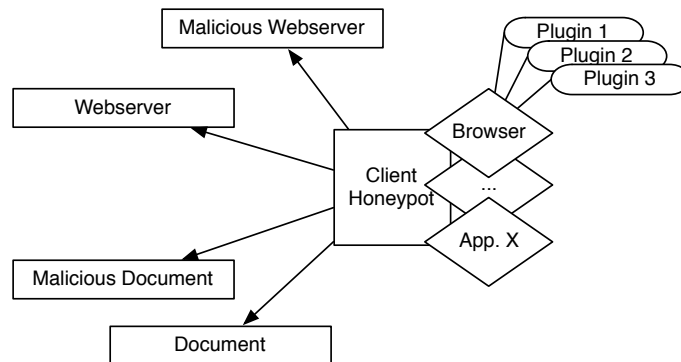 Malicious Webserver
Plugin 1
Plugin 2
Plugin 3
Webserver
Browser
Client
Honeypot
...
App. X
Malicious Document
Document